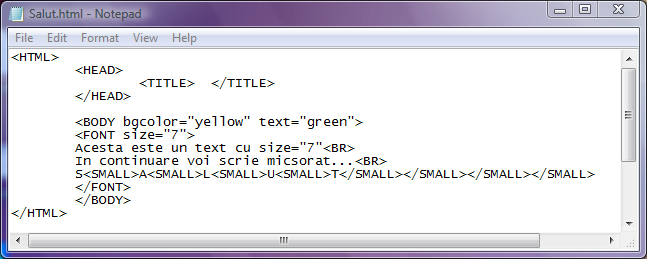 Salut.html - Notepad
File Edit Format View Help
<HTML>
<HEAD>
<TITLE>  </TITLE>
</HEAD>
<BODY bgcolor="yellow" text="green">
<FONT size="7">
Acesta este un text cu size="7"<BR>
In continuare voi scrie micsorat...<BR>
S<SMALL>A<SMALL>L<SMALL>U<SMALL>T</SMALL></SMALL></SMALL></SMALL>
</FONT>
</BODY>
</HTML>